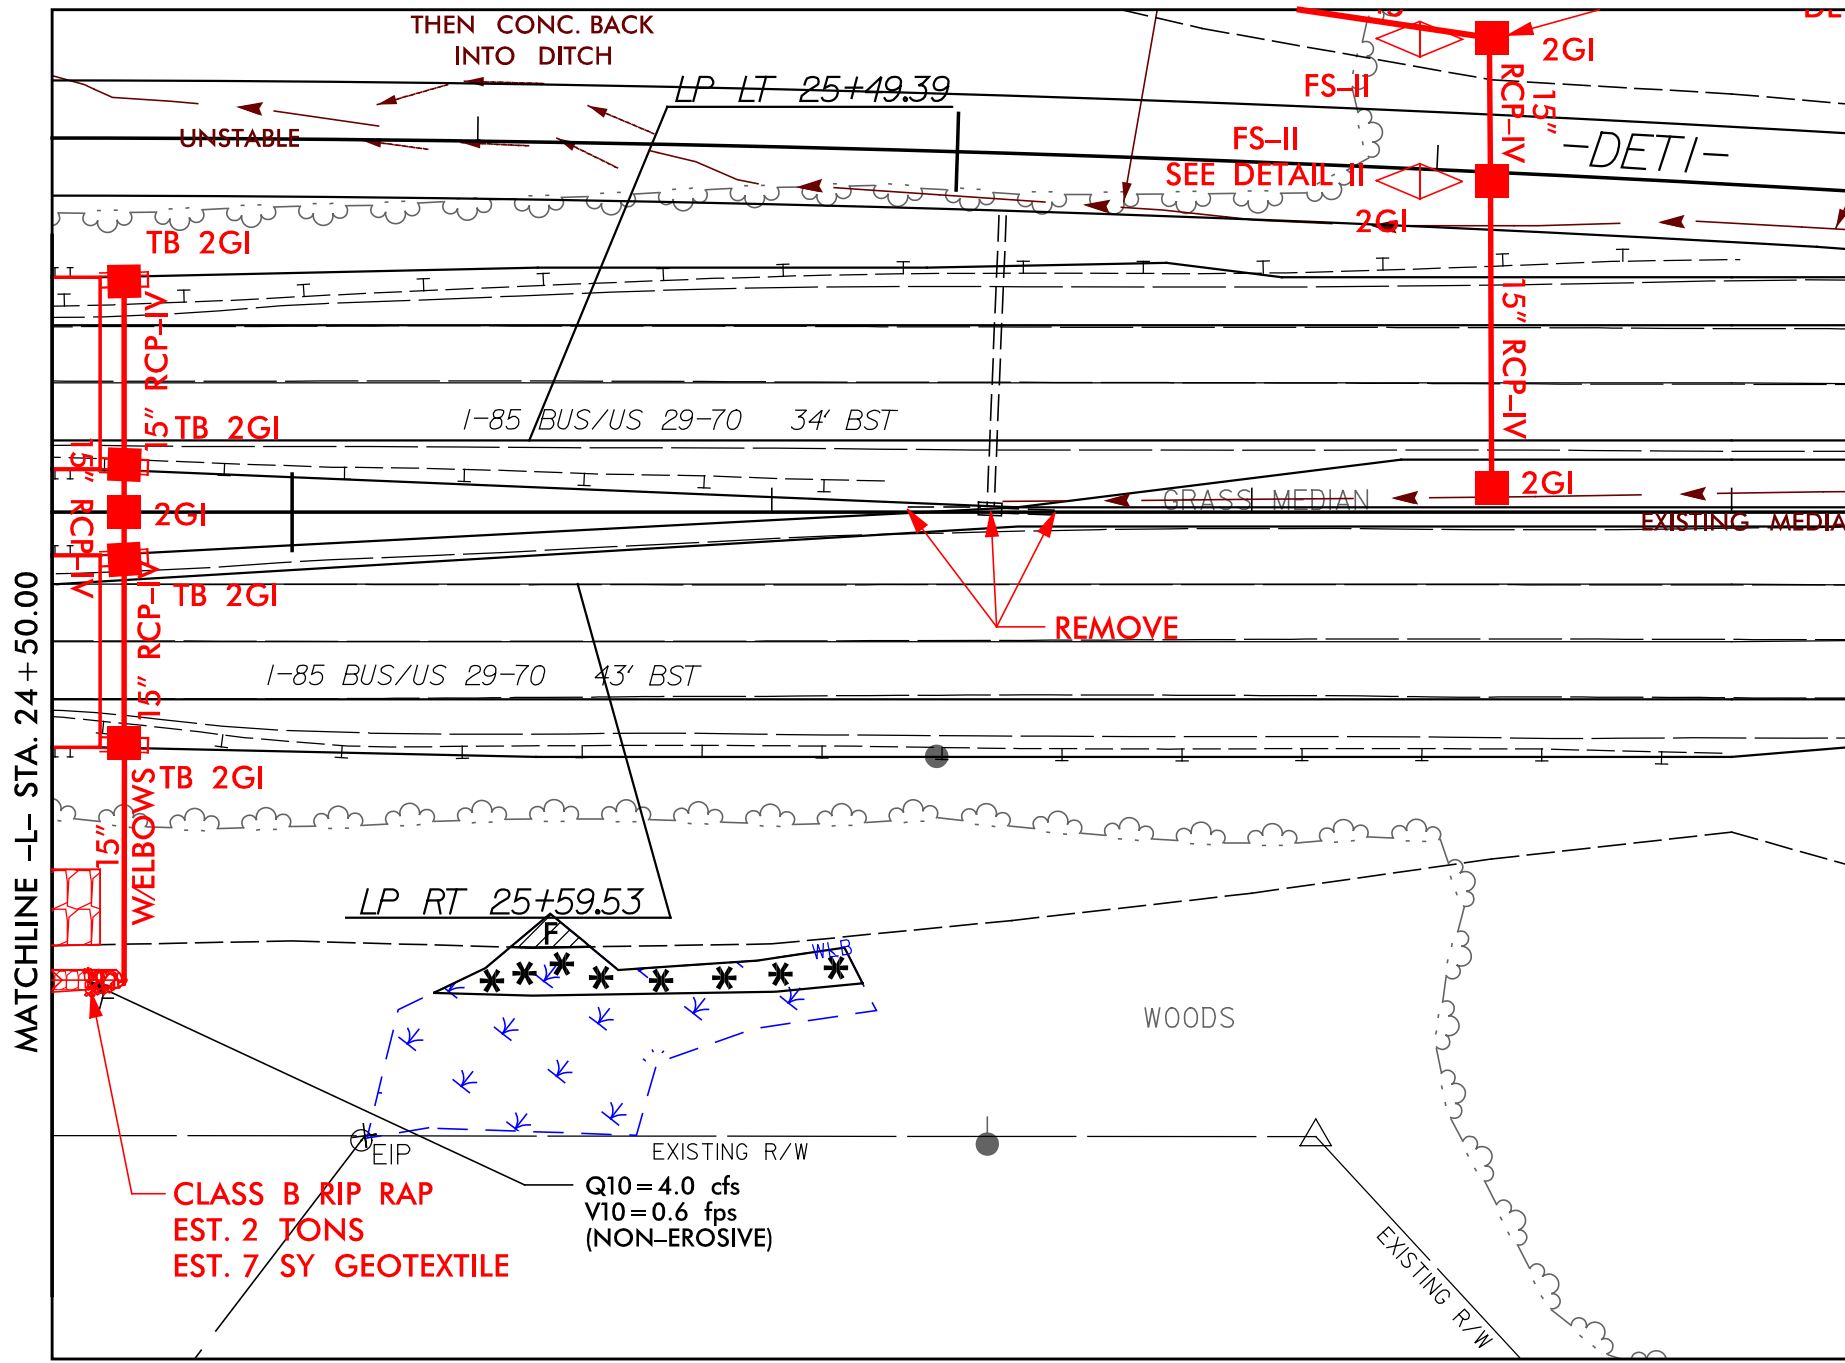 THEN CONC. BACK
INTO DITCH
LP LT 25+49.39
UNSTABLE
2GI
FS-II
RCP-IV
15"
FS-II
SEE DETAIL II
-DET1-
2GI
TB 2GI
15" RCP-IV
15" RCP-IV
I-85 BUS/US 29-70 34' BST
TB 2GI
15" RCP-IV
2GI
GRASS MEDIAN
2GI
EXISTING MEDIA
TB 2GI
15" RCP-IV
REMOVE
I-85 BUS/US 29-70 43' BST
MATCHLINE -L- STA. 24+50.00
TB 2GI
15"
W/ELBOWS
LP RT 25+59.53
F
WLB
WOODS
EIP
EXISTING R/W
CLASS B RIP RAP
EST. 2 TONS
EST. 7 SY GEOTEXTILE
Q10=4.0 cfs
V10=0.6 fps
(NON-EROSIVE)
EXISTING R/W